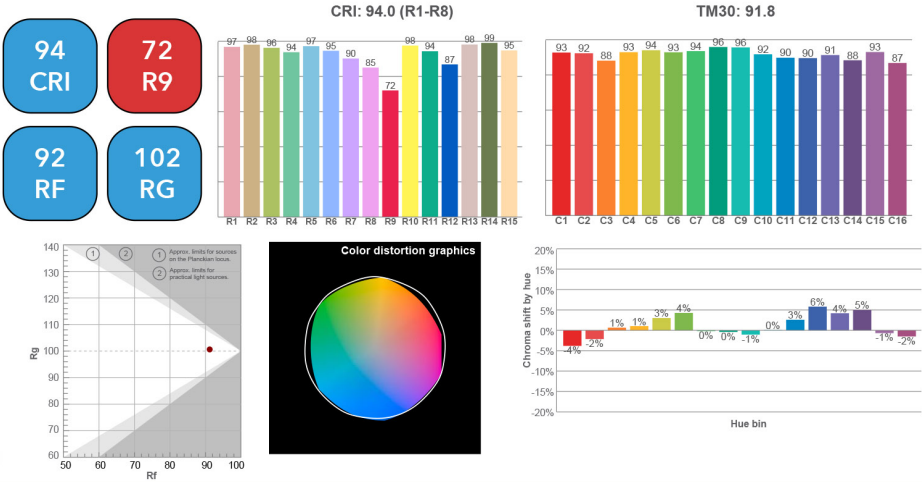 94
CRI
72
R9
92
RF
102
RG
CRI: 94.0 (R1-R8)
97 98 96 94 97 95 90 85 72 98 94 87 98 99 95
R1 R2 R3 R4 R5 R6 R7 R8 R9 R10 R11 R12 R13 R14 R15
TM30: 91.8
93 92 88 93 94 93 94 96 96 92 90 90 91 88 93 87
C1 C2 C3 C4 C5 C6 C7 C8 C9 C10 C11 C12 C13 C14 C15 C16
140
130
120
110
100
90
80
70
60
Rg
50 60 70 80 90 100
Rf
1 2
1 Approx. limits for sources
on the Planckian locus.
2 Approx. limits for
practical light sources.
Color distortion graphics
20%
15%
10%
5%
0%
-5%
-10%
-15%
-20%
Chroma shift by hue
-4% -2% 1% 1% 3% 4% 0% 0% -1% 0% 3% 6% 4% 5% -1% -2%
Hue bin